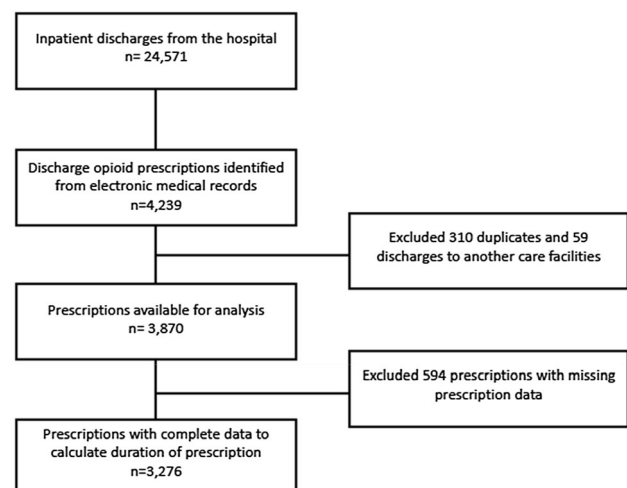 Inpatient discharges from the hospital
n= 24,571
Discharge opioid prescriptions identified
from electronic medical records
n=4,239
Excluded 310 duplicates and 59
discharges to another care facilities
Prescriptions available for analysis
n= 3,870
Excluded 594 prescriptions with missing
prescription data
Prescriptions with complete data to
calculate duration of prescription
n=3,276